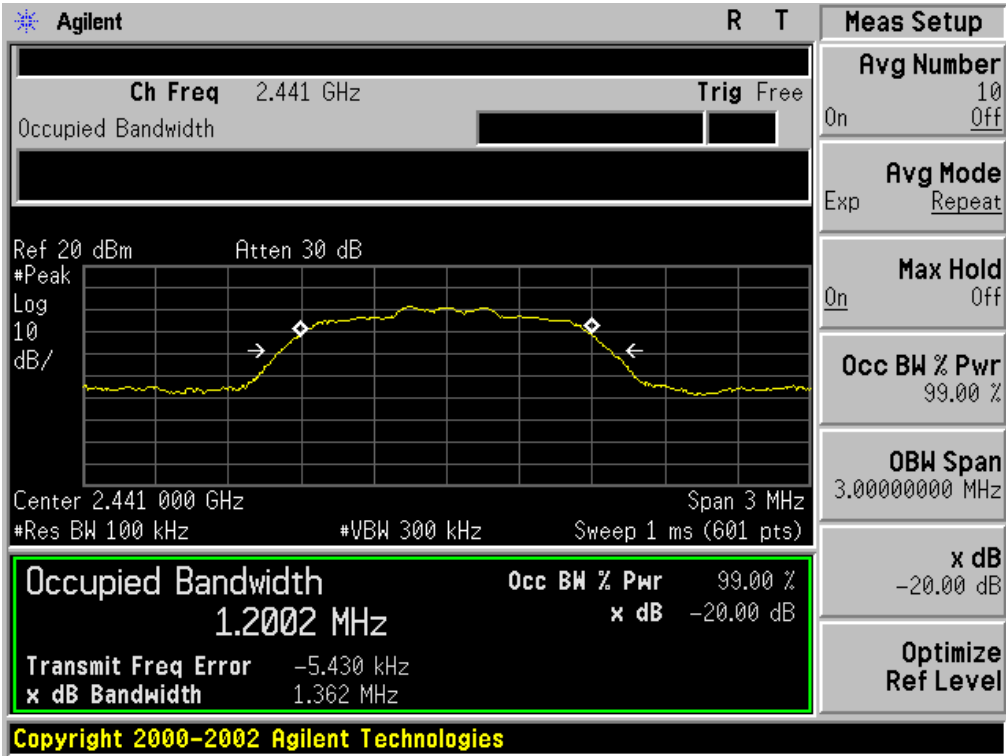 Agilent R T
Ch Freq 2.441 GHz Trig Free
Occupied Bandwidth
Ref 20 dBm Atten 30 dB
#Peak
Log
10
dB/
Center 2.441 000 GHz Span 3 MHz
#Res BW 100 kHz #VBW 300 kHz Sweep 1 ms (601 pts)
Occupied Bandwidth
1.2002 MHz
Occ BW % Pwr 99.00 %
x dB -20.00 dB
Transmit Freq Error -5.430 kHz
x dB Bandwidth 1.362 MHz
Copyright 2000-2002 Agilent Technologies
Meas Setup
Avg Number
10
On Off
Avg Mode
Exp Repeat
Max Hold
On Off
Occ BW % Pwr
99.00 %
OBW Span
3.00000000 MHz
x dB
-20.00 dB
Optimize
Ref Level